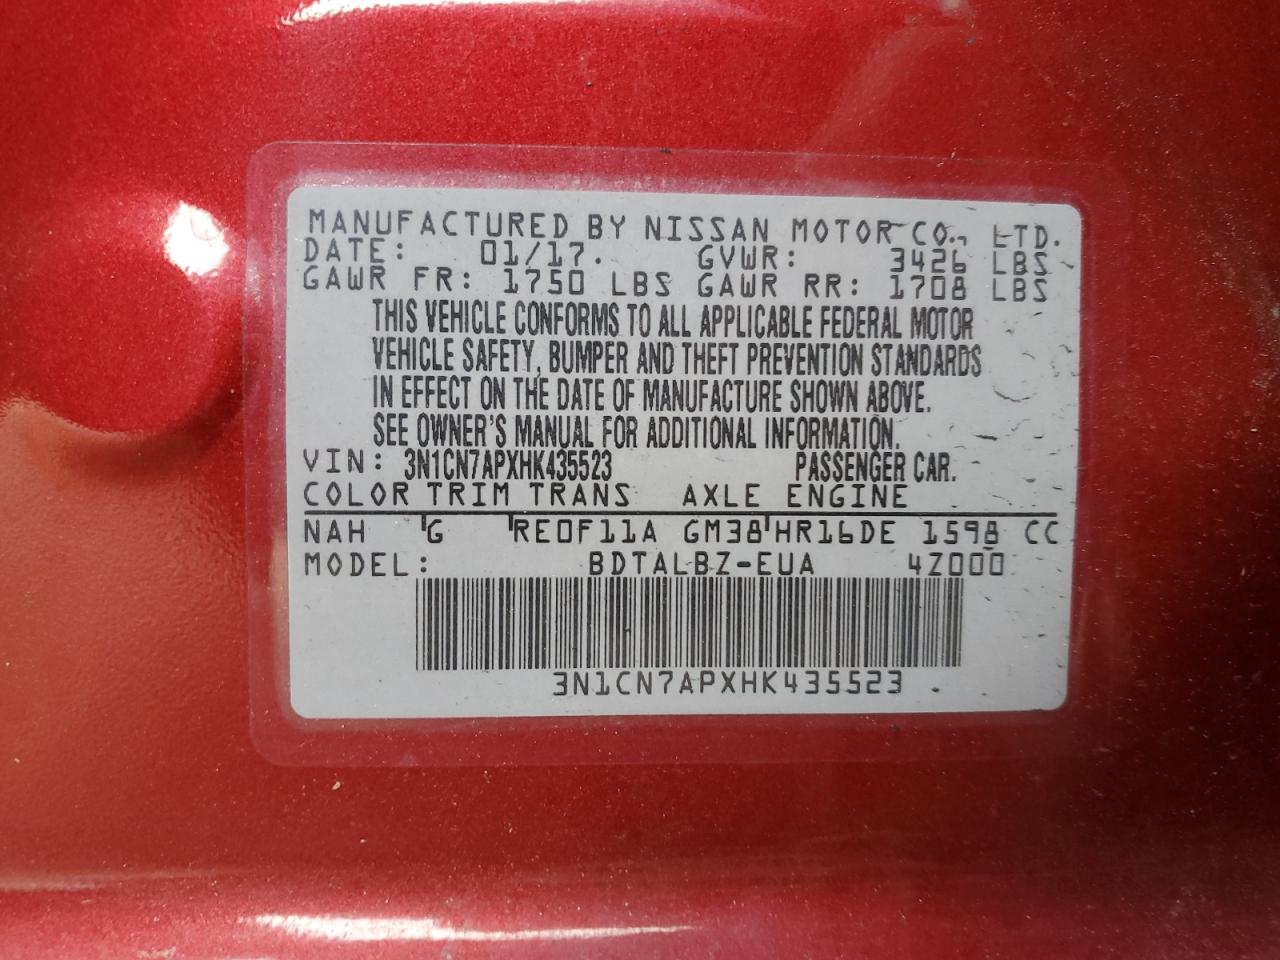 MANUFACTURED BY NISSAN MOTOR CO., LTD.
DATE: 01/17. GVWR: 3426 LBS
GAWR FR: 1750 LBS GAWR RR: 1708 LBS
THIS VEHICLE CONFORMS TO ALL APPLICABLE FEDERAL MOTOR
VEHICLE SAFETY, BUMPER AND THEFT PREVENTION STANDARDS
IN EFFECT ON THE DATE OF MANUFACTURE SHOWN ABOVE.
SEE OWNER'S MANUAL FOR ADDITIONAL INFORMATION.
VIN: 3N1CN7APXHK435523 PASSENGER CAR.
COLOR TRIM TRANS AXLE ENGINE
NAH G RE0F11A GM38 HR16DE 1598 CC
MODEL: BDTALBZ-EUA 4Z000
3N1CN7APXHK435523